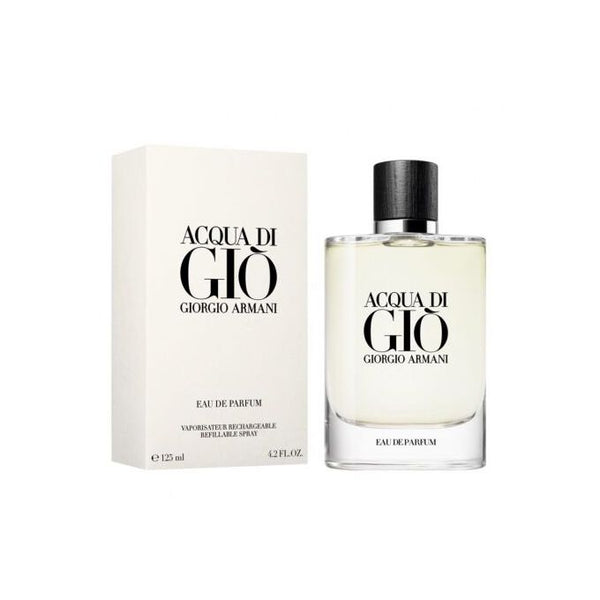 ACQUA DI
GIÒ
GIORGIO ARMANI
EAU DE PARFUM
VAPORISATEUR RECHARGEABLE
REFILLABLE SPRAY
℮ 125 ml 4.2 FL.OZ.
ACQUA DI
GIÒ
GIORGIO ARMANI
EAU DE PARFUM